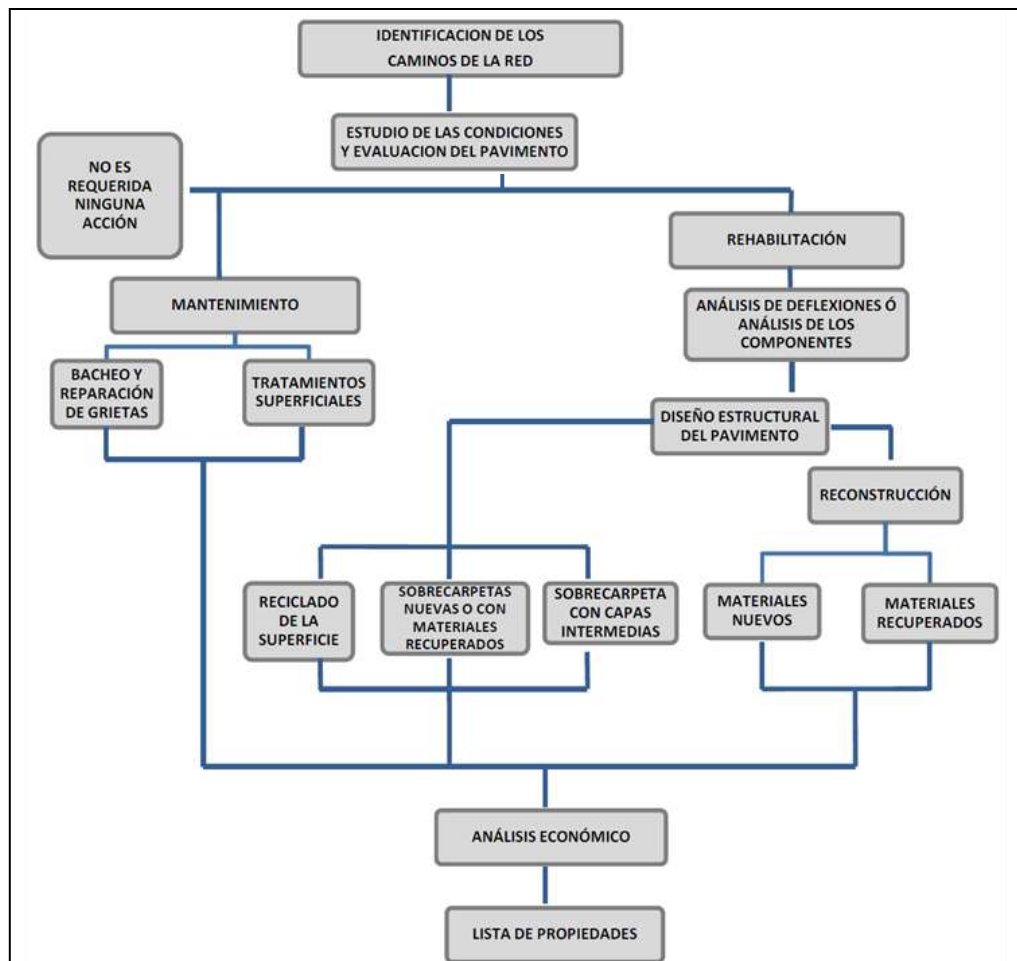 IDENTIFICACION DE LOS
CAMINOS DE LA RED
ESTUDIO DE LAS CONDICIONES
Y EVALUACION DEL PAVIMENTO
NO ES
REQUERIDA
NINGUNA
ACCIÓN
REHABILITACIÓN
MANTENIMIENTO
ANÁLISIS DE DEFLEXIONES Ó
ANÁLISIS DE LOS
COMPONENTES
BACHEO Y
REPARACIÓN
DE GRIETAS
TRATAMIENTOS
SUPERFICIALES
DISEÑO ESTRUCTURAL
DEL PAVIMENTO
RECONSTRUCCIÓN
RECICLADO
DE LA
SUPERFICIE
SOBRECARPETAS
NUEVAS O CON
MATERIALES
RECUPERADOS
SOBRECARPETA
CON CAPAS
INTERMEDIAS
MATERIALES
NUEVOS
MATERIALES
RECUPERADOS
ANÁLISIS ECONÓMICO
LISTA DE PROPIEDADES